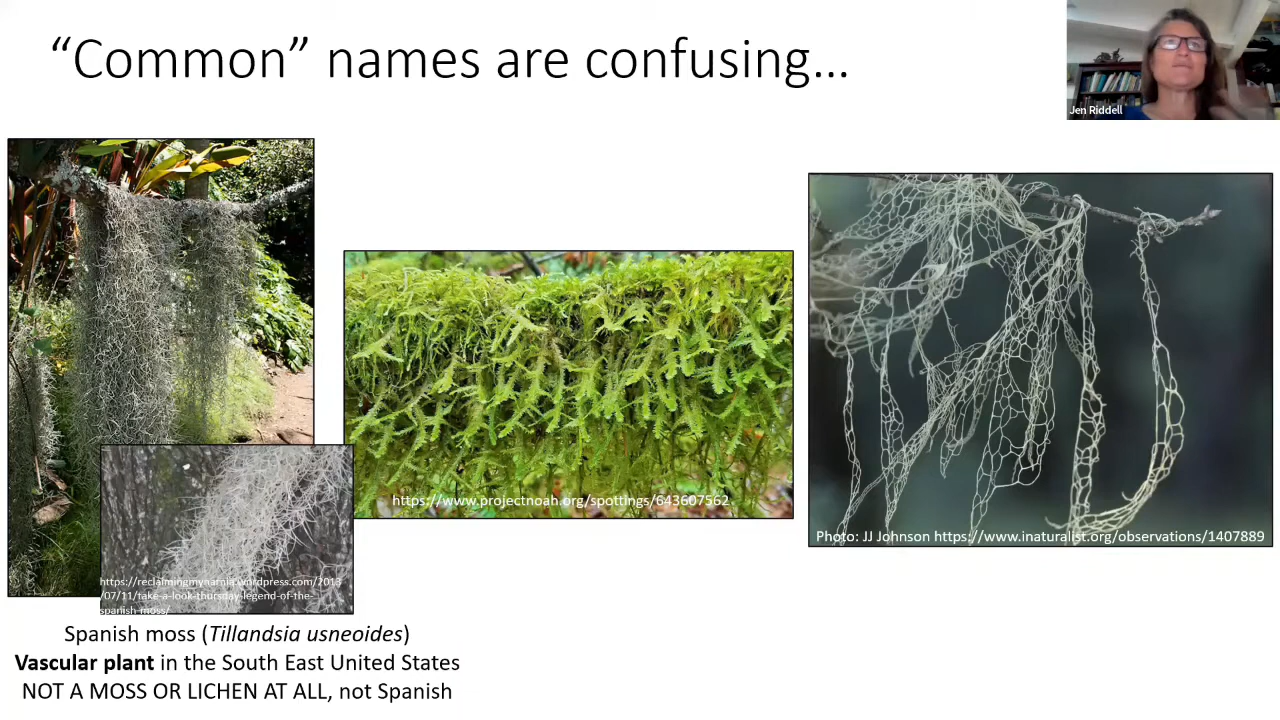 “Common” names are confusing…
Jen Riddell
https://www.projectnoah.org/spottings/643607562
Photo: JJ Johnson https://www.inaturalist.org/observations/1407889
https://reclaimingmynarnia.wordpress.com/2013
/07/11/take-a-look-thursday-legend-of-the-
spanish-moss/
Spanish moss (Tillandsia usneoides)
Vascular plant in the South East United States
NOT A MOSS OR LICHEN AT ALL, not Spanish